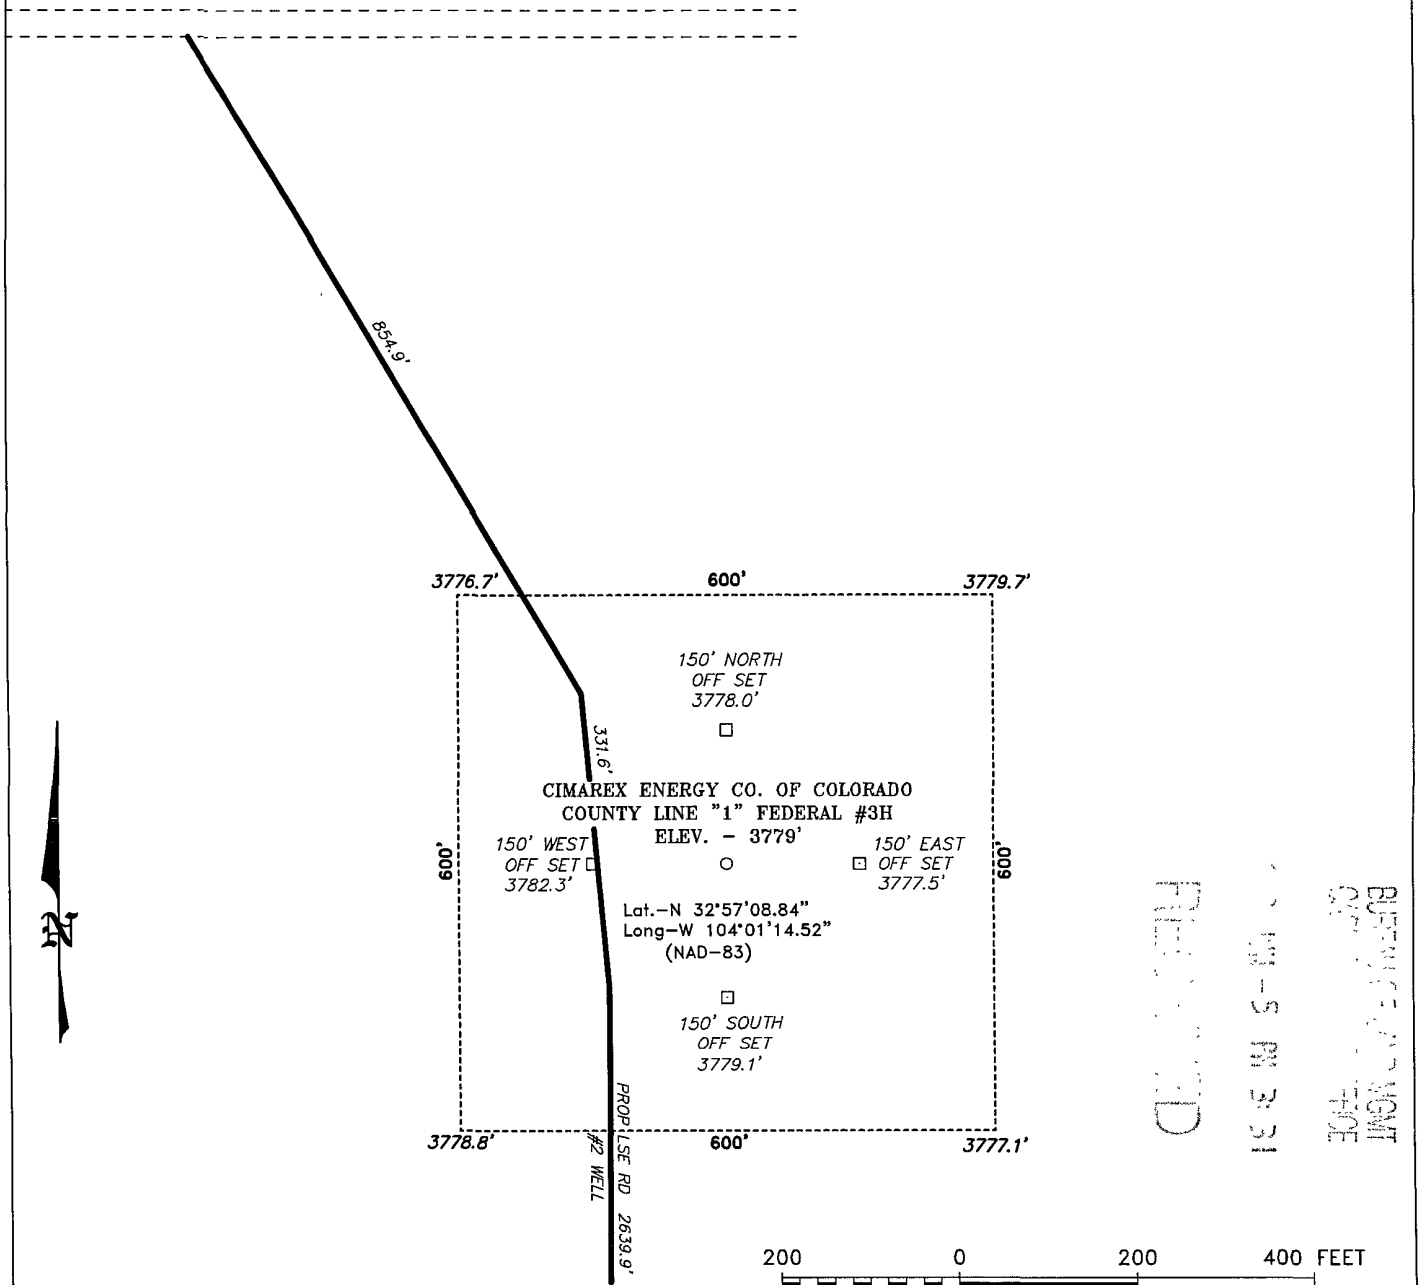 854.9'
3776.7'
600'
3779.7'
150' NORTH
OFF SET
3778.0'
331.6'
CIMAREX ENERGY CO. OF COLORADO
COUNTY LINE "1" FEDERAL #3H
ELEV. - 3779'
600'
150' WEST
OFF SET
3782.3'
150' EAST
OFF SET
3777.5'
600'
Lat.-N 32°57'08.84"
Long-W 104°01'14.52"
(NAD-83)
N
150' SOUTH
OFF SET
3779.1'
PROP LSE RD 2639.9'
#2 WELL
3778.8'
600'
3777.1'
MGMT
3:31
200 0 200 400 FEET